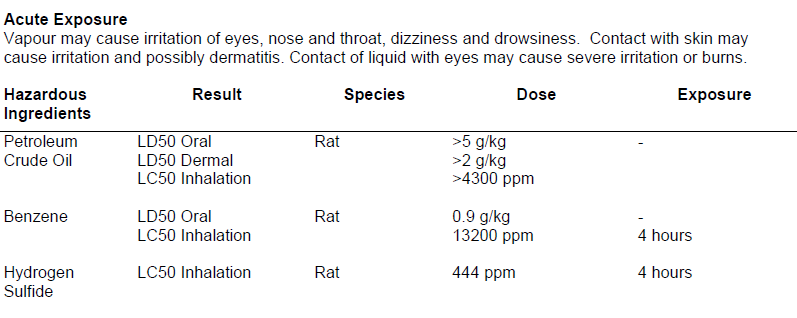 Acute Exposure
Vapour may cause irritation of eyes, nose and throat, dizziness and drowsiness.  Contact with skin may
cause irritation and possibly dermatitis. Contact of liquid with eyes may cause severe irritation or burns.
Hazardous Ingredients Result Species Dose Exposure
Petroleum LD50 Oral Rat >5 g/kg -
Crude Oil LD50 Dermal >2 g/kg
LC50 Inhalation >4300 ppm
Benzene LD50 Oral Rat 0.9 g/kg -
LC50 Inhalation 13200 ppm 4 hours
Hydrogen LC50 Inhalation Rat 444 ppm 4 hours
Sulfide